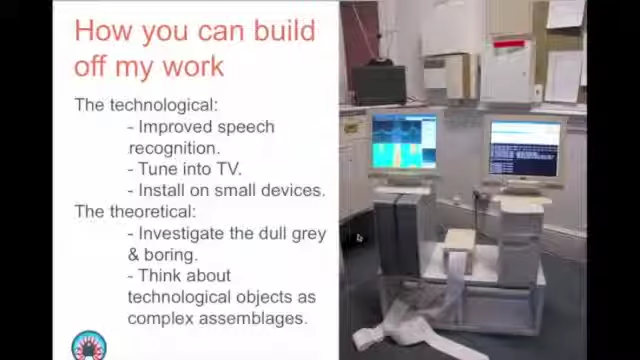 How you can build
off my work
The technological:
- Improved speech
recognition.
- Tune into TV.
- Install on small devices.
The theoretical:
- Investigate the dull grey
& boring.
- Think about
technological objects as
complex assemblages.